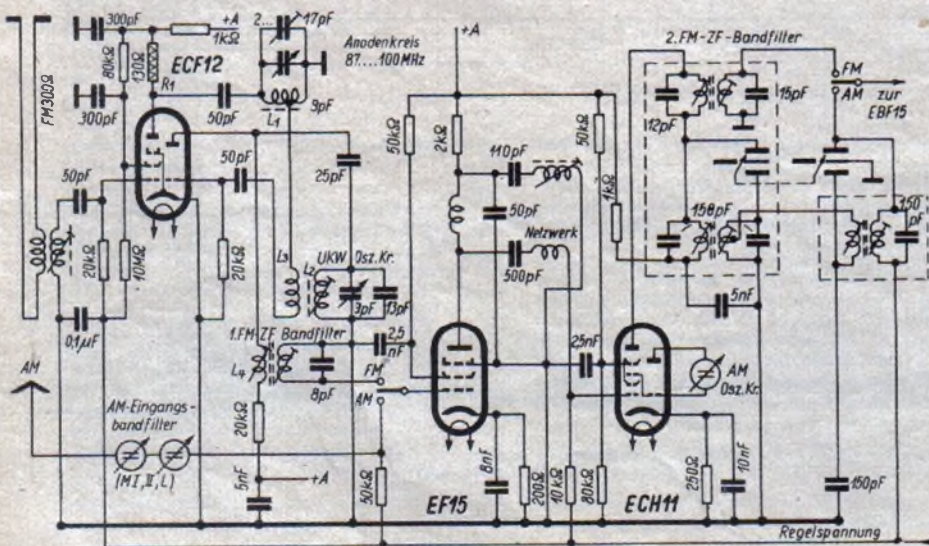 300pF
+A
1kΩ
2... 17pF
80kΩ
130Ω
ECF12
Anodenkreis
87....100MHz
R1
300pF
50pF
9pF
L1
FM300Ω
50pF
50pF
25pF
20kΩ
10MΩ
20kΩ
0,1µF
L3
L2
UKW Osz.Kr.
3pF
13pF
1.FM-ZF Bandfilter
L4
8pF
2,5
nF
FM
AM
AM
AM-Eingangs-
bandfilter
(MI,II,L)
20kΩ
5nF
+A
50kΩ
+A
50kΩ
2kΩ
110pF
50kΩ
1kΩ
50pF
Netzwerk
500pF
2,5nF
8nF
200Ω
10kΩ
80kΩ
EF15
ECH11
AM
Osz.Kr.
250Ω
10nF
2.FM-ZF-Bandfilter
12pF
15pF
FM
AM
zur
EBF15
158pF
150
pF
5nF
150pF
Regelspannung